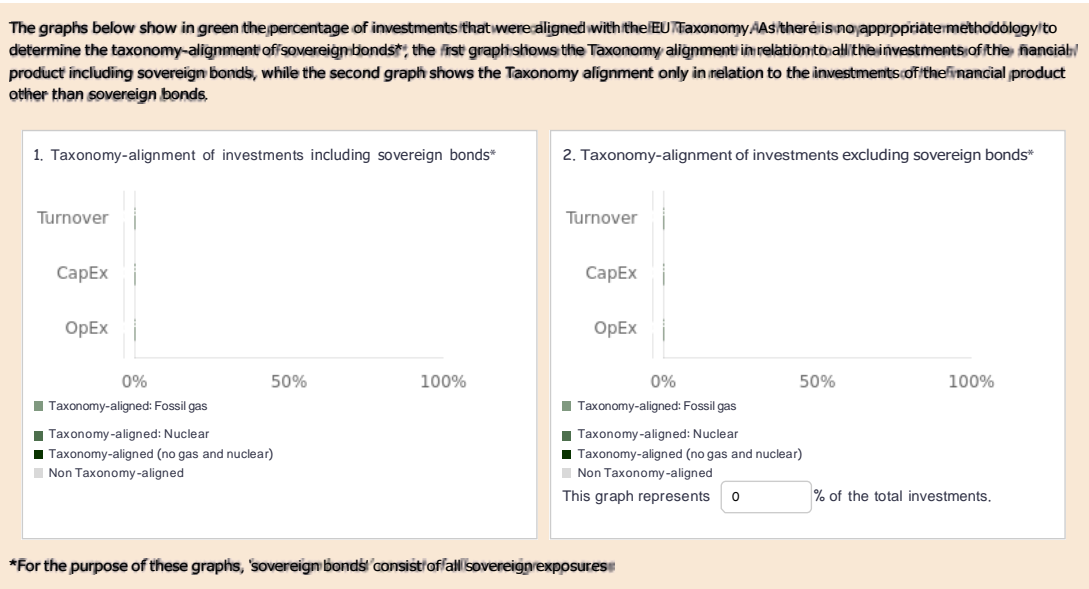 The graphs below show in green the percentage of investments that were aligned with the EU Taxonomy. As there is no appropriate methodology to
determine the taxonomy-alignment of sovereign bonds*, the first graph shows the Taxonomy alignment in relation to all the investments of the financial
product including sovereign bonds, while the second graph shows the Taxonomy alignment only in relation to the investments of the financial product
other than sovereign bonds.
1. Taxonomy-alignment of investments including sovereign bonds*
Turnover
CapEx
OpEx
0% 50% 100%
Taxonomy-aligned: Fossil gas
Taxonomy-aligned: Nuclear
Taxonomy-aligned (no gas and nuclear)
Non Taxonomy-aligned
2. Taxonomy-alignment of investments excluding sovereign bonds*
Turnover
CapEx
OpEx
0% 50% 100%
Taxonomy-aligned: Fossil gas
Taxonomy-aligned: Nuclear
Taxonomy-aligned (no gas and nuclear)
Non Taxonomy-aligned
This graph represents 0 % of the total investments.
*For the purpose of these graphs, 'sovereign bonds' consist of all sovereign exposures